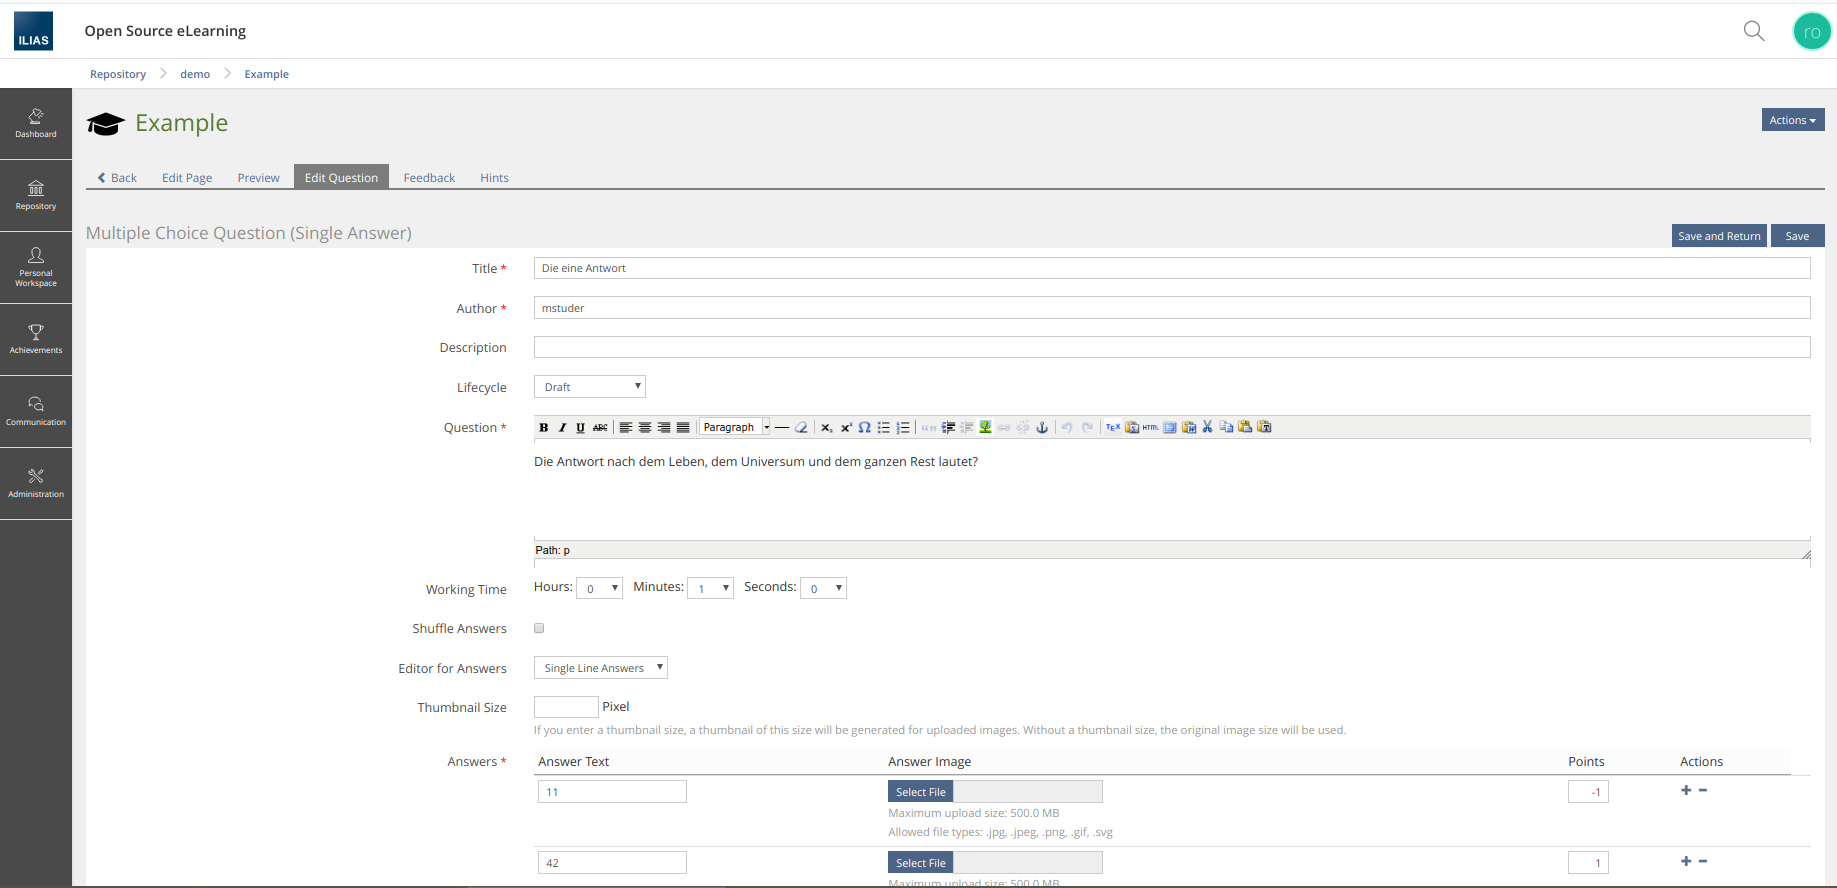 ILIAS Open Source eLearning ro
Repository demo Example
Dashboard
Repository
Personal Workspace
Achievements
Communication
Administration
Example Actions
Back Edit Page Preview Edit Question Feedback Hints
Multiple Choice Question (Single Answer) Save and Return Save
Title * Die eine Antwort
Author * mstuder
Description
Lifecycle Draft
Question * B I U ABC Paragraph x₂ x² Ω TEX HTML
Die Antwort nach dem Leben, dem Universum und dem ganzen Rest lautet?
Path: p
Working Time Hours: 0 Minutes: 1 Seconds: 0
Shuffle Answers
Editor for Answers Single Line Answers
Thumbnail Size Pixel
If you enter a thumbnail size, a thumbnail of this size will be generated for uploaded images. Without a thumbnail size, the original image size will be used.
Answers * Answer Text Answer Image Points Actions
11 Select File -1 + −
Maximum upload size: 500.0 MB
Allowed file types: .jpg, .jpeg, .png, .gif, .svg
42 Select File 1 + −
Maximum upload size: 500.0 MB